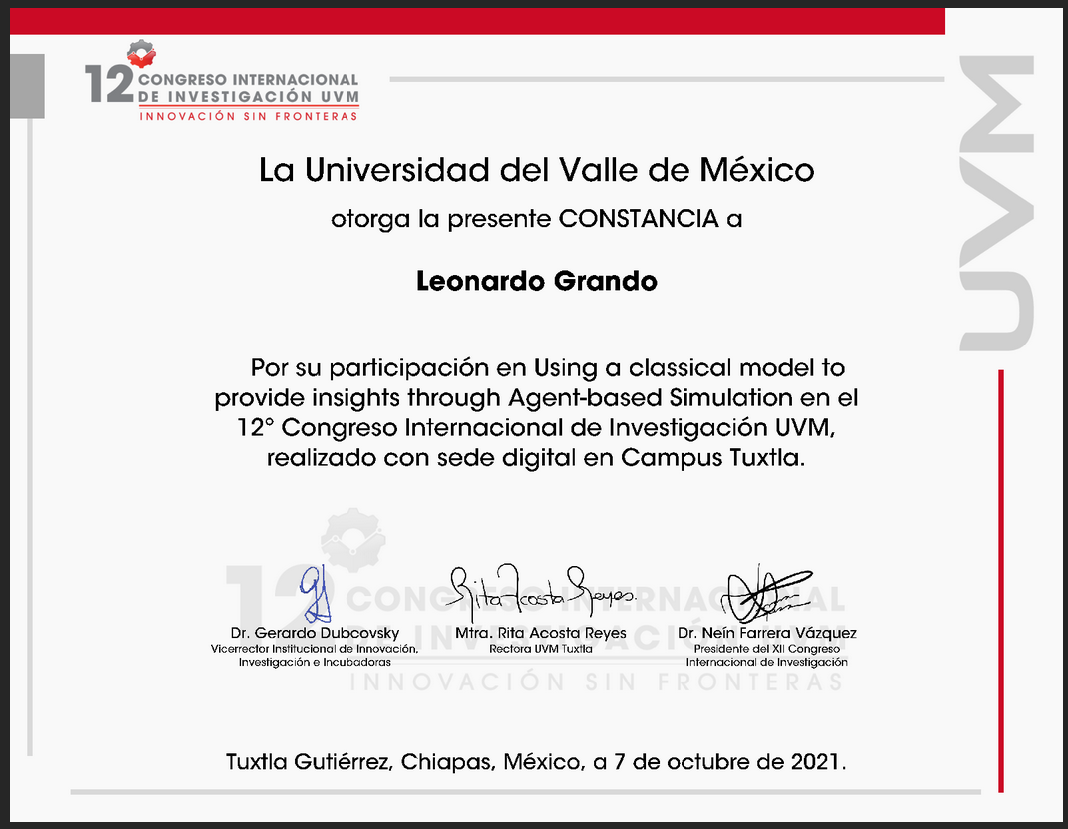 12 CONGRESO INTERNACIONAL
DE INVESTIGACIÓN UVM
INNOVACIÓN SIN FRONTERAS
UVM
La Universidad del Valle de México
otorga la presente CONSTANCIA a
Leonardo Grando
Por su participación en Using a classical model to
provide insights through Agent-based Simulation en el
12° Congreso Internacional de Investigación UVM,
realizado con sede digital en Campus Tuxtla.
12 CONGRESO INTERNACIONAL
DE INVESTIGACIÓN UVM
INNOVACIÓN SIN FRONTERAS
Rita Acosta Reyes.
Dr. Gerardo Dubcovsky
Vicerrector Institucional de Innovación,
Investigación e Incubadoras
Mtra. Rita Acosta Reyes
Rectora UVM Tuxtla
Dr. Neín Farrera Vázquez
Presidente del XII Congreso
Internacional de Investigación
Tuxtla Gutiérrez, Chiapas, México, a 7 de octubre de 2021.